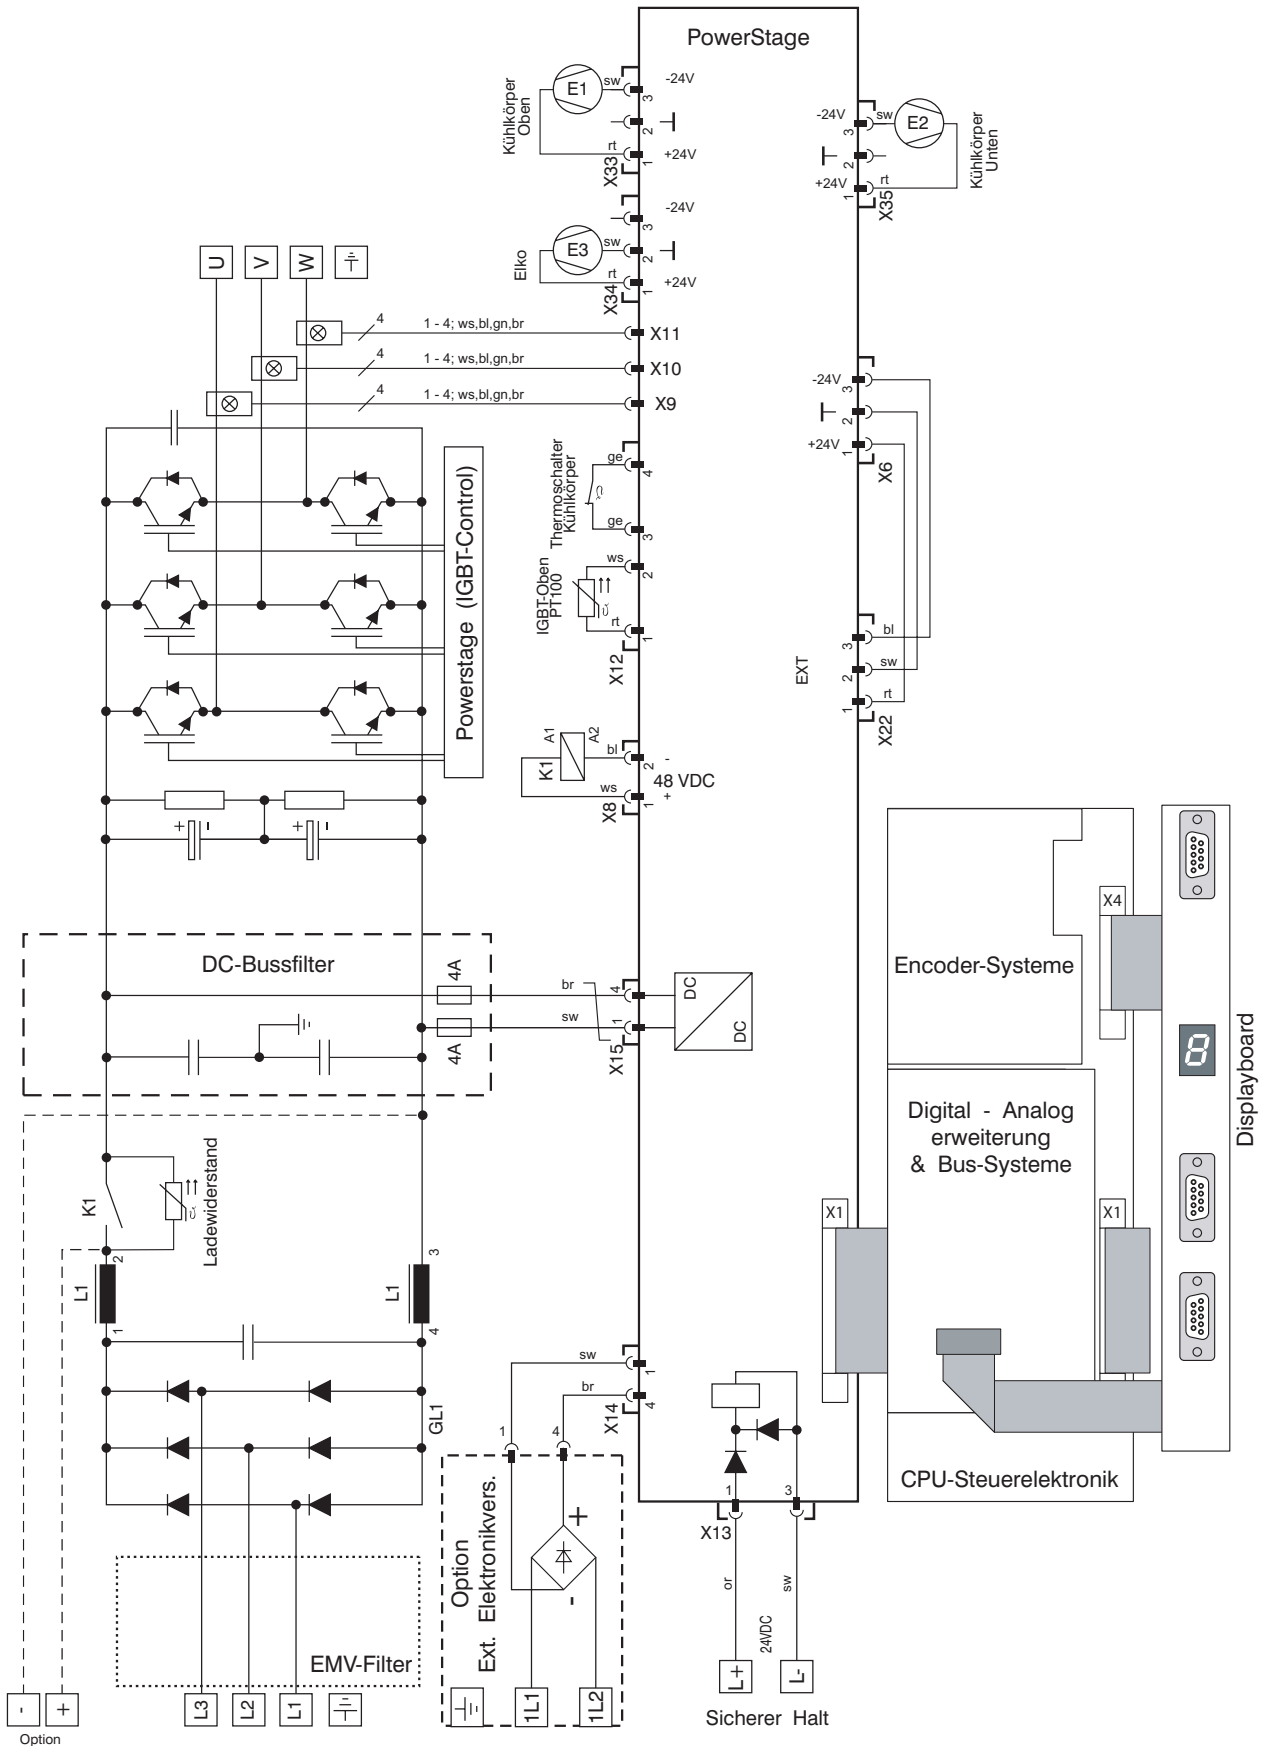 PowerStage
E1
sw
-24V
3
2
rt
+24V
1
X33
Kühlkörper
Oben
-24V
sw
E2
3
2
+24V
rt
1
X35
Kühlkörper
Unten
-24V
3
E3
sw
2
rt
+24V
1
X34
Elko
U
V
W
4
1 - 4; ws,bl,gn,br
X11
4
1 - 4; ws,bl,gn,br
X10
4
1 - 4; ws,bl,gn,br
X9
-24V
3
2
+24V
1
X6
Thermoschalter
Kühlkörper
ge
4
ge
3
IGBT-Oben
PT100
ws
2
rt
1
X12
ϑ
Powerstage (IGBT-Control)
EXT
bl
3
sw
2
rt
1
X22
K1
A1
A2
bl
2
-
48 VDC
ws
1
+
X8
+
-
+
-
DC-Bussfilter
4A
4A
br
4
sw
1
X15
DC
DC
Encoder-Systeme
X4
8
Displayboard
Digital - Analog
erweiterung
& Bus-Systeme
X1
X1
CPU-Steuerelektronik
K1
ϑ
Ladewiderstand
2
L1
1
3
L1
4
GL1
sw
1
br
4
X14
1
4
Option
Ext. Elektronikvers.
+
-
1L1
1L2
1
3
X13
or
sw
24VDC
L+
L-
Sicherer Halt
EMV-Filter
-
+
Option
L3
L2
L1